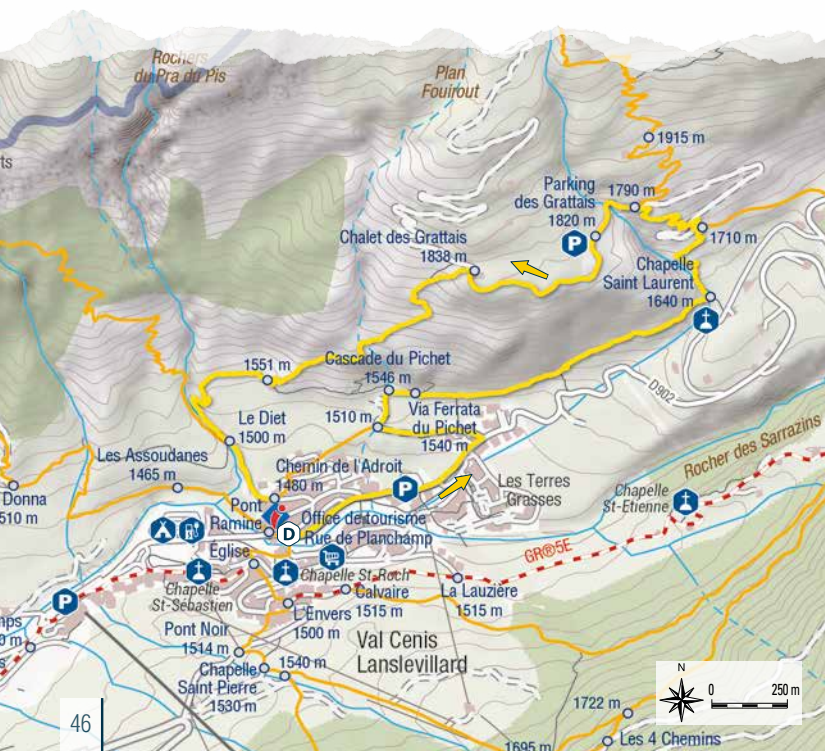 Rochers
du Pra du Pis
Plan
Fouirout
ts
1915 m
Parking
des Grattais
1820 m
1790 m
P
1710 m
Chalet des Grattais
1838 m
Chapelle
Saint Laurent
1640 m
1551 m
Cascade du Pichet
1546 m
D902
1510 m
Via Ferrata
du Pichet
1540 m
Le Diet
1500 m
Les Assoudanes
1465 m
Chemin de l'Adroit
1480 m
P
Les Terres
Grasses
Rocher des Sarrazins
Chapelle
St-Etienne
Donna
510 m
Pont
Ramine
D
Office de tourisme
Rue de Planchamp
GR®5E
Église
Chapelle
St-Sébastien
Chapelle St-Roch
Calvaire
1515 m
La Lauzière
1515 m
P
L'Envers
1500 m
mps
0 m
s
Pont Noir
1514 m
Val Cenis
Lanslevillard
Chapelle
Saint Pierre
1530 m
1540 m
N
0 250 m
1722 m
Les 4 Chemins
1695 m
46